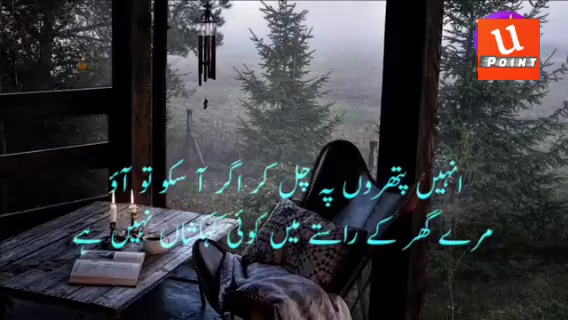 u
POINT
انہیں پتھروں پہ چل کر اگر آ سکو تو آؤ
مرے گھر کے راستے میں کوئی کہکشاں نہیں ہے